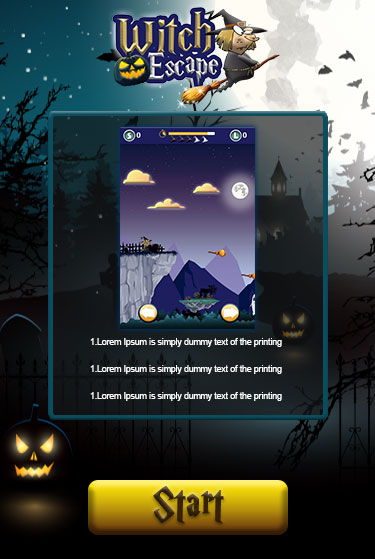 Witch
Escape
S 0
L 0
1.Lorem Ipsum is simply dummy text of the printing
1.Lorem Ipsum is simply dummy text of the printing
1.Lorem Ipsum is simply dummy text of the printing
Start